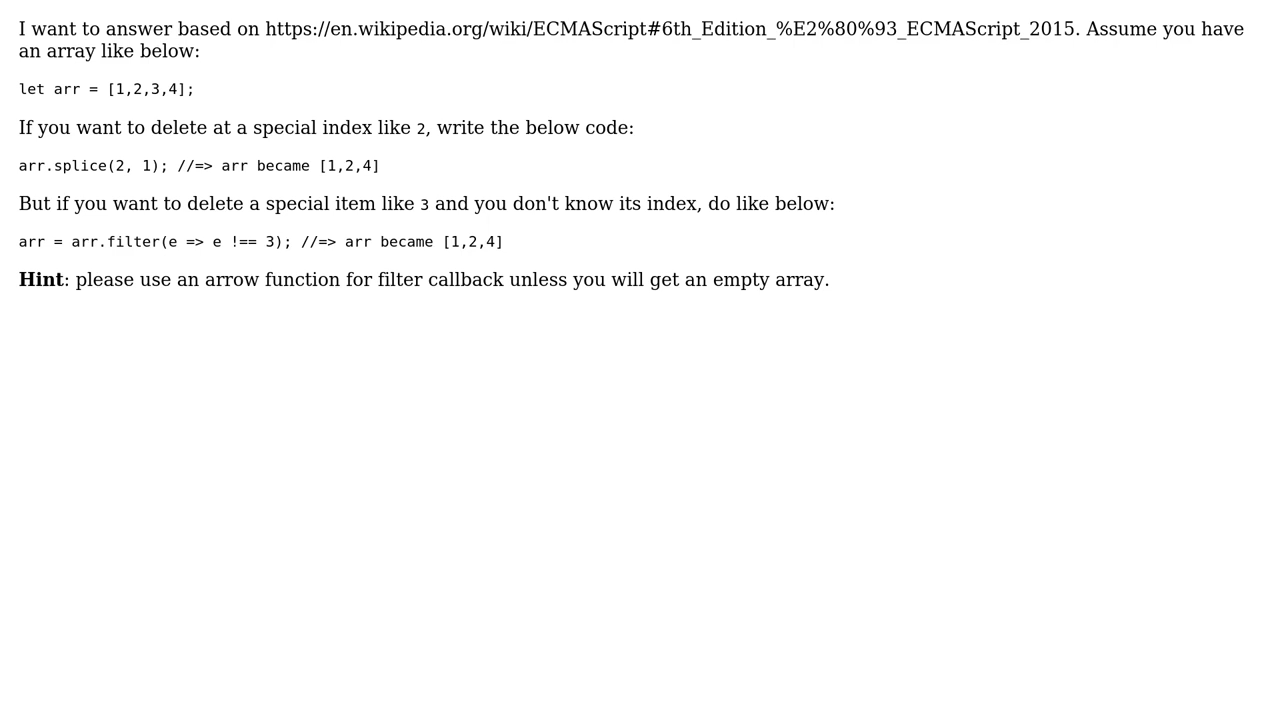 I want to answer based on https://en.wikipedia.org/wiki/ECMAScript#6th_Edition_%E2%80%93_ECMAScript_2015. Assume you have
an array like below:
let arr = [1,2,3,4];
If you want to delete at a special index like 2, write the below code:
arr.splice(2, 1); //=> arr became [1,2,4]
But if you want to delete a special item like 3 and you don't know its index, do like below:
arr = arr.filter(e => e !== 3); //=> arr became [1,2,4]
Hint: please use an arrow function for filter callback unless you will get an empty array.